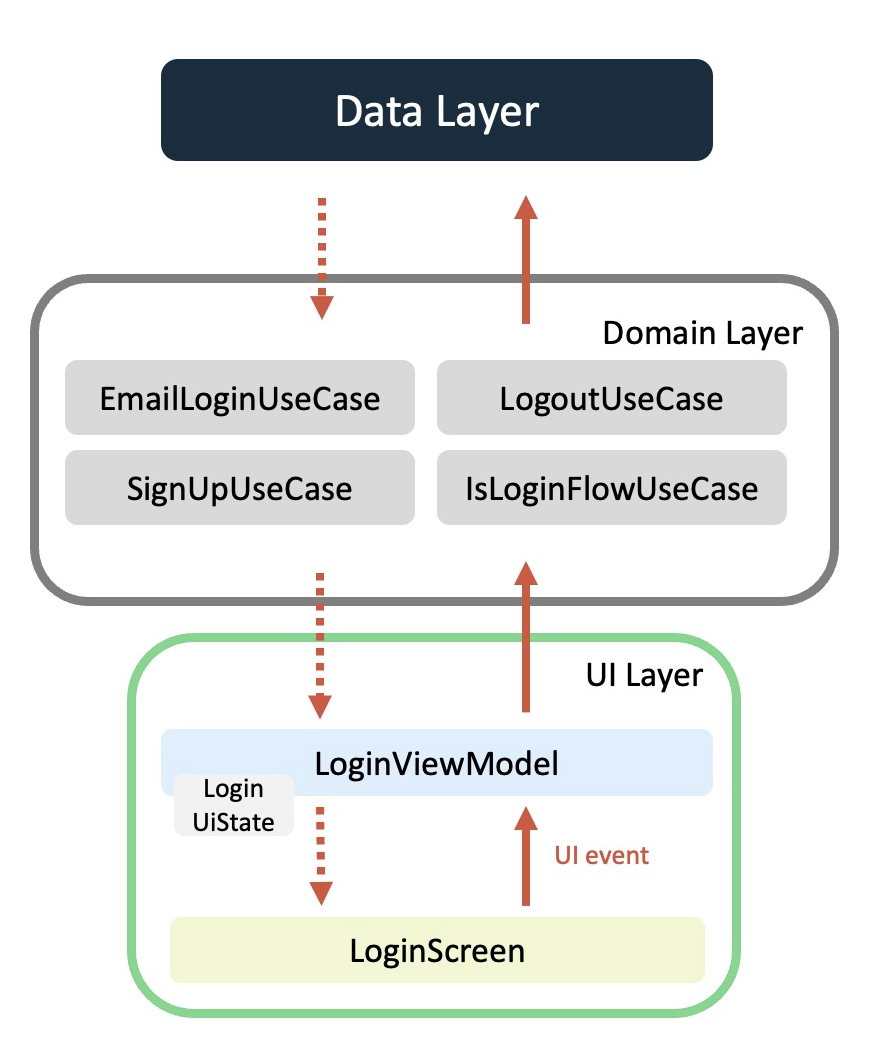 Data Layer
Domain Layer
EmailLoginUseCase
LogoutUseCase
SignUpUseCase
IsLoginFlowUseCase
UI Layer
LoginViewModel
Login
UiState
UI event
LoginScreen